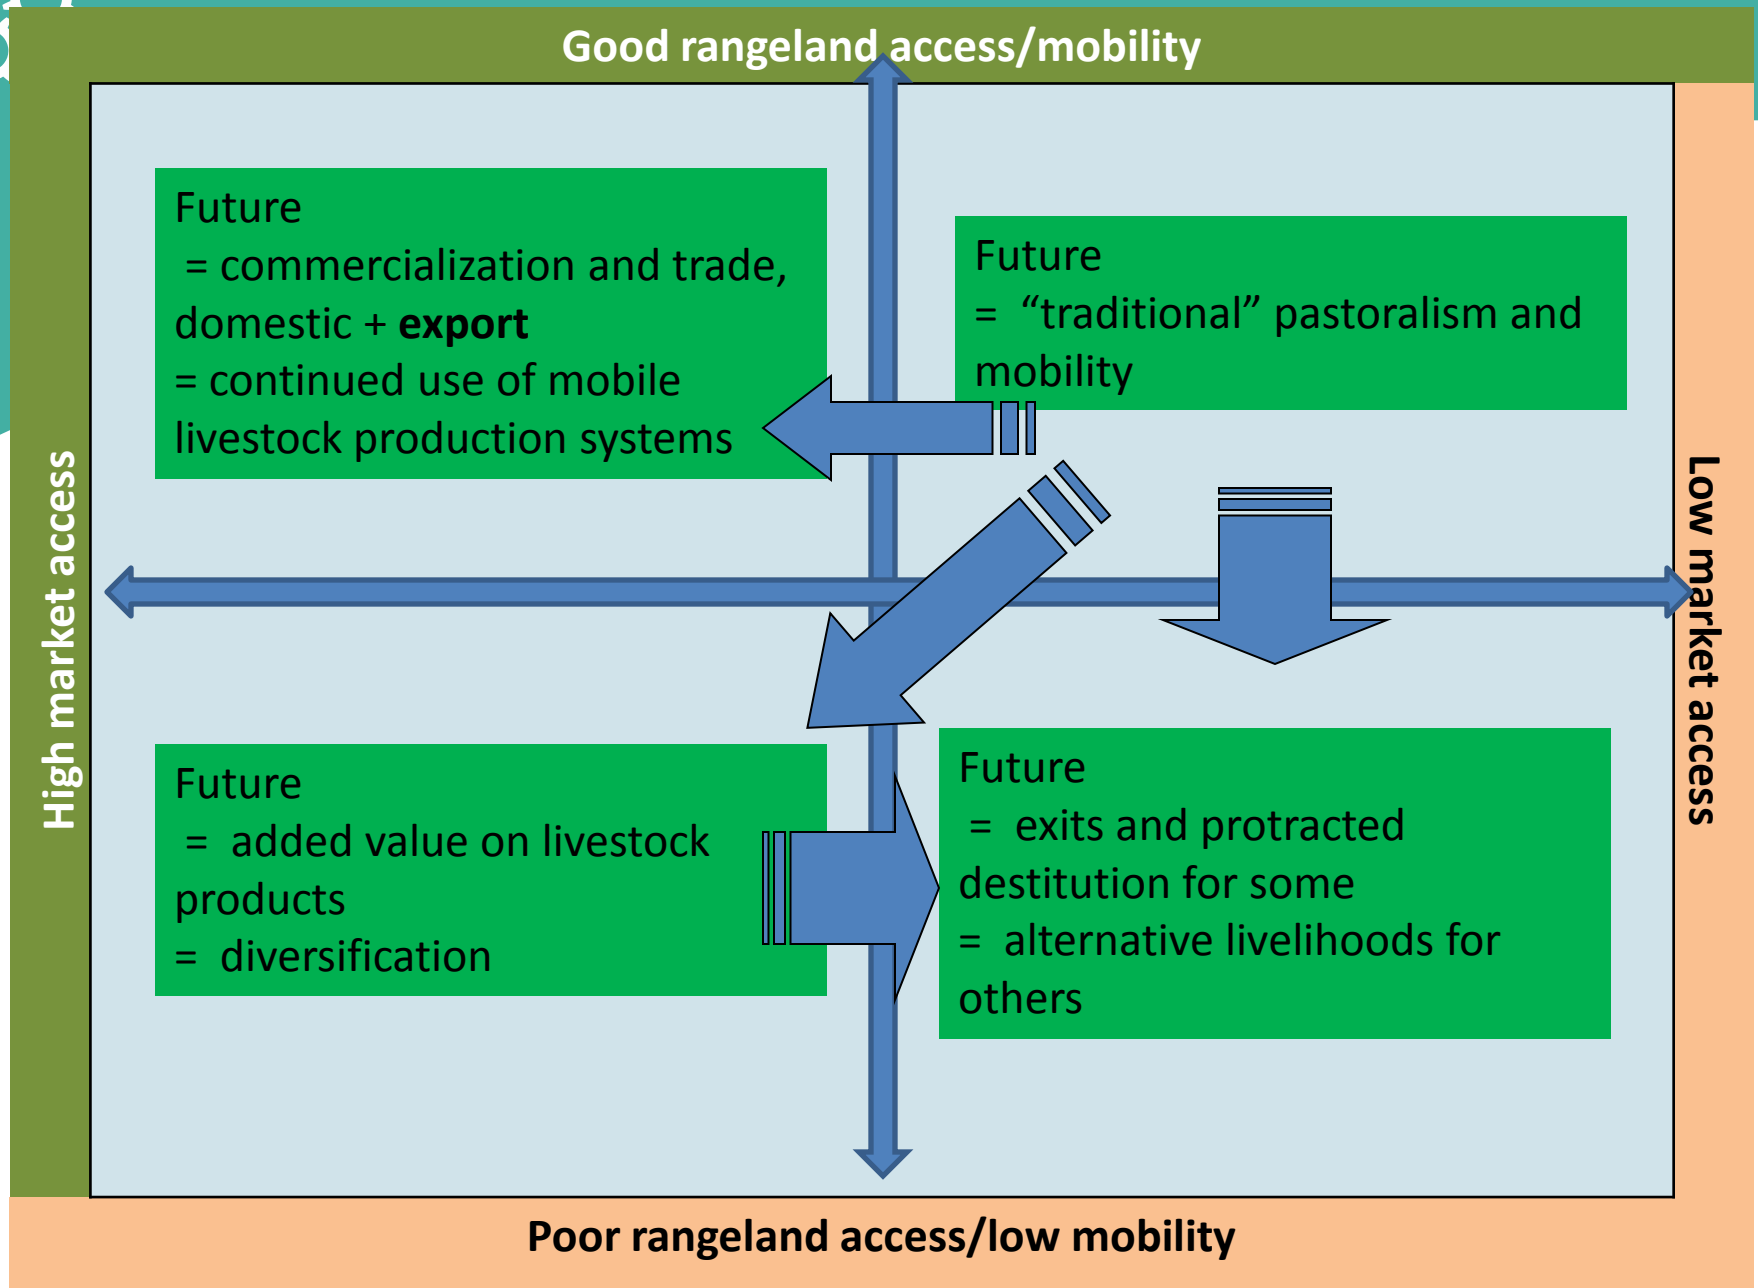 Good rangeland access/mobility
Future
= commercialization and trade,
domestic + export
= continued use of mobile
livestock production systems
Future
= “traditional” pastoralism and
mobility
High market access
Low market access
Future
= added value on livestock
products
= diversification
Future
= exits and protracted
destitution for some
= alternative livelihoods for
others
Poor rangeland access/low mobility